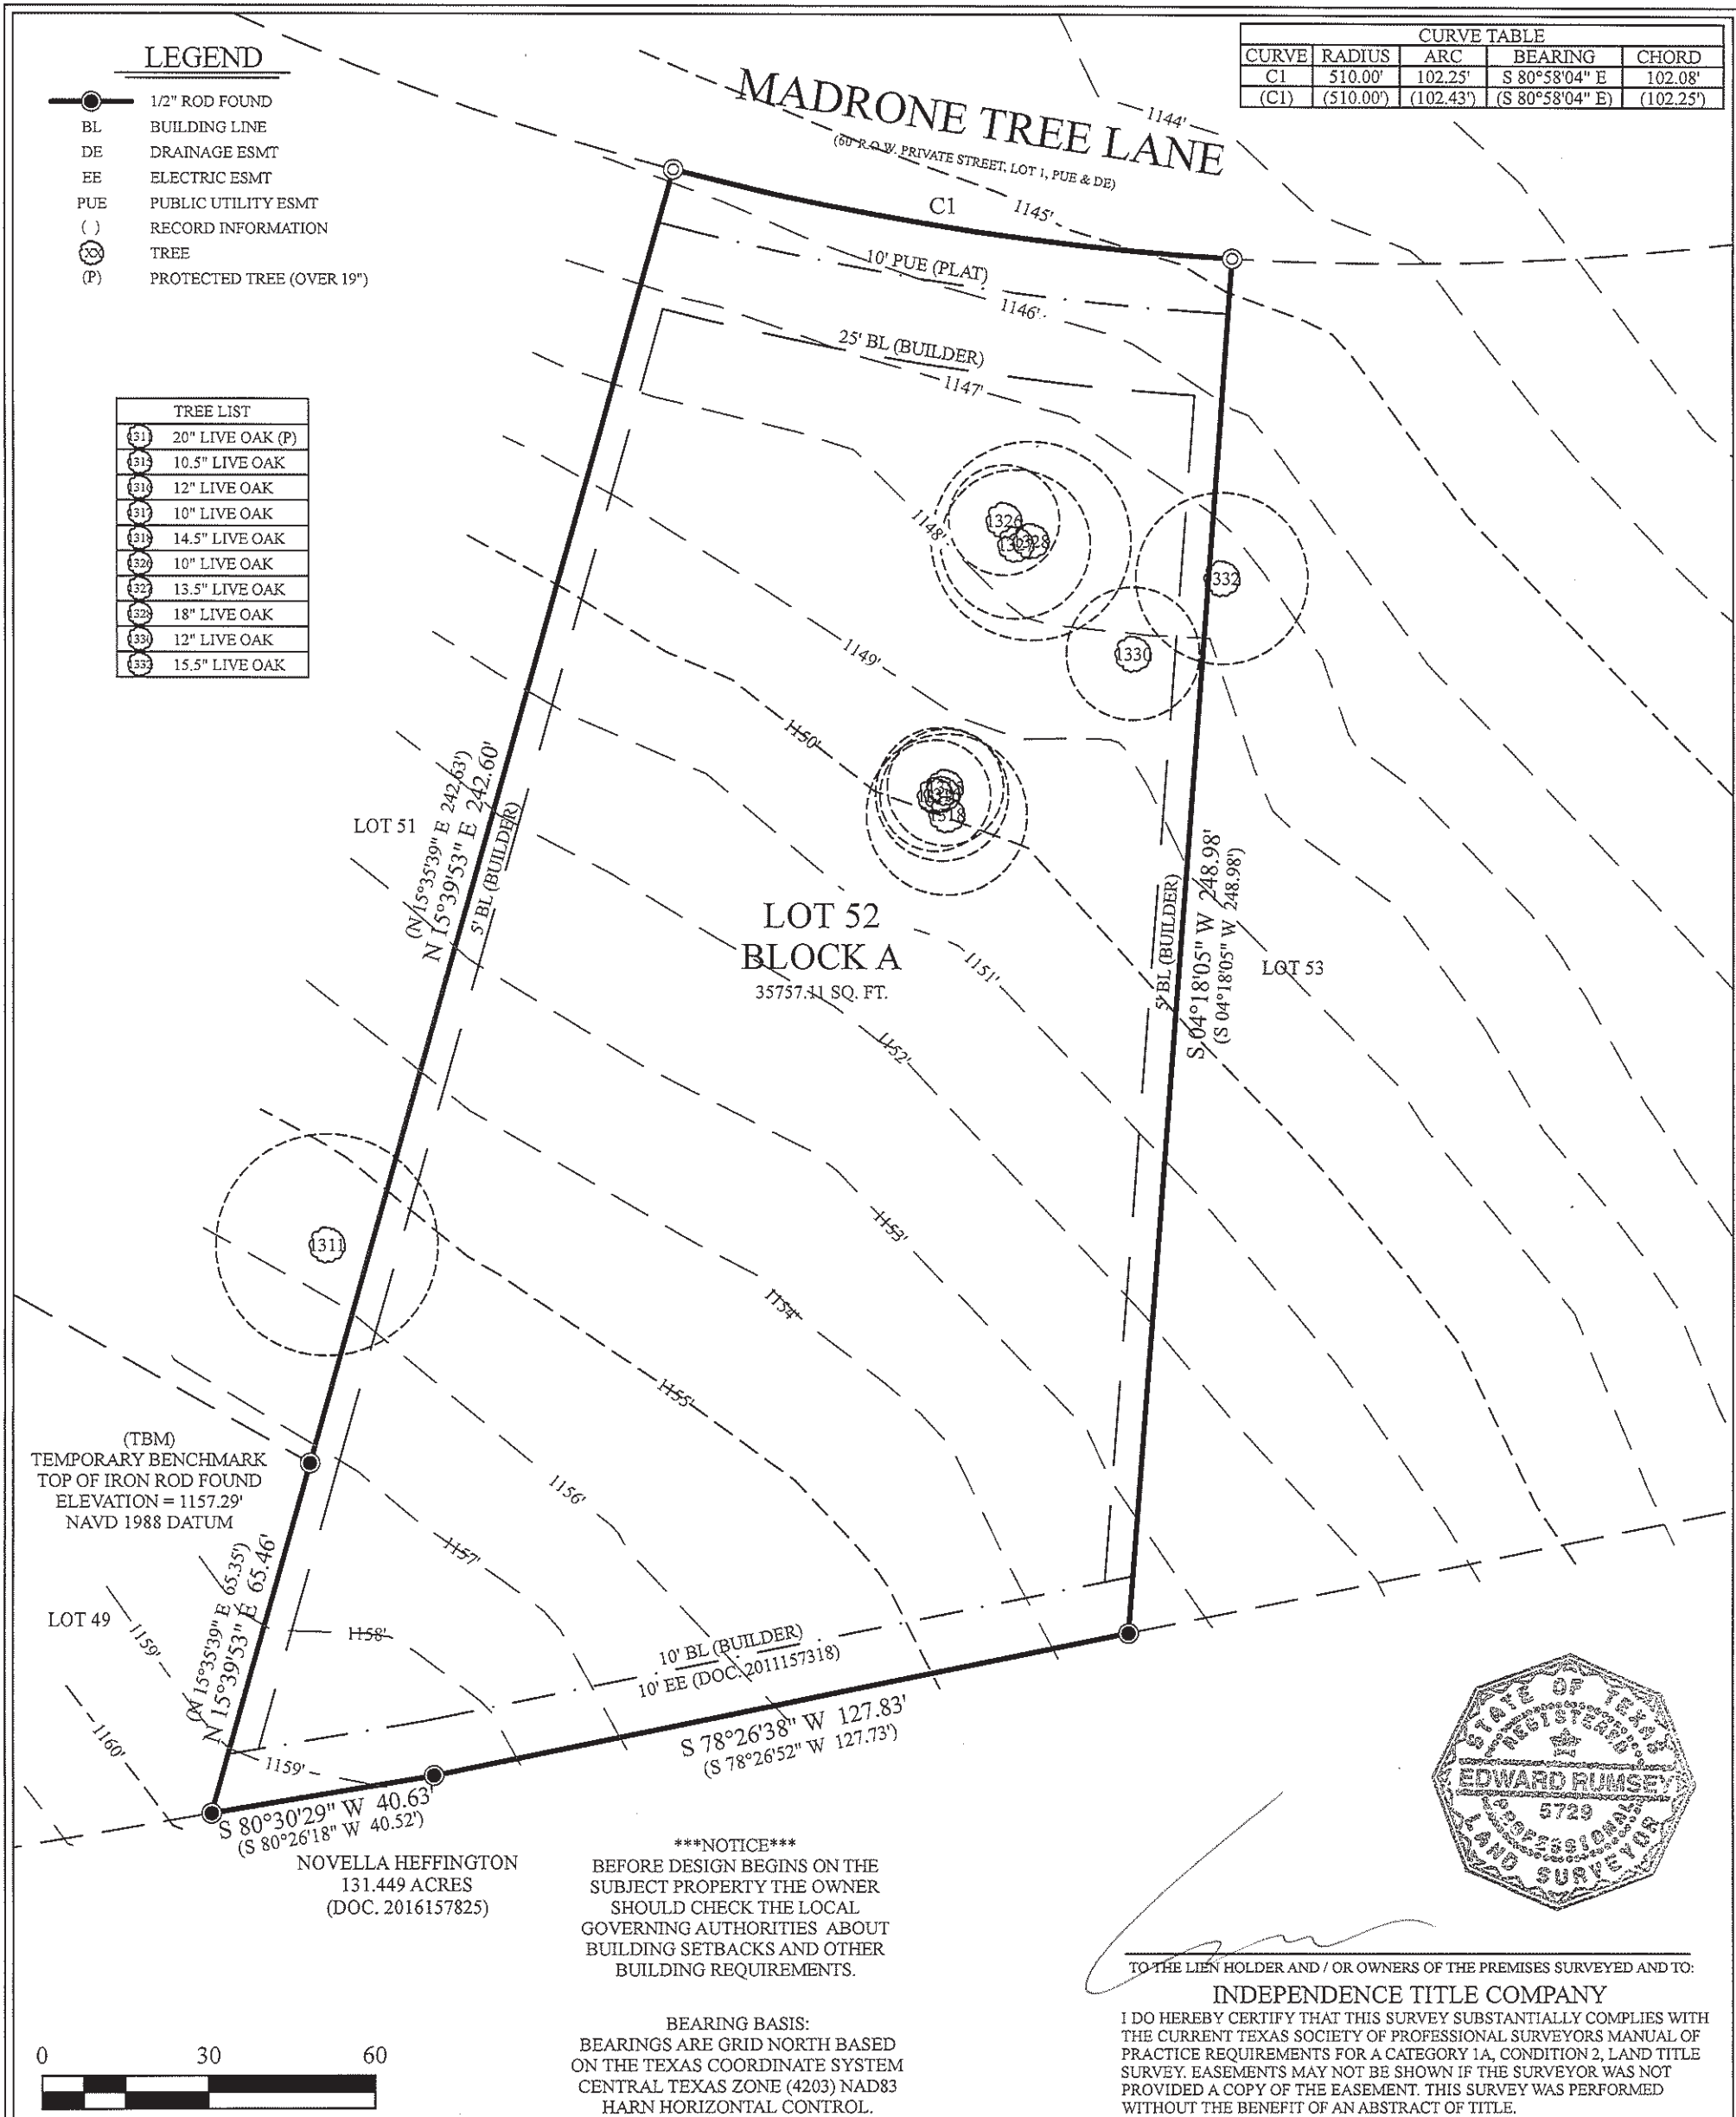 LEGEND
1/2" ROD FOUND
BL BUILDING LINE
DE DRAINAGE ESMT
EE ELECTRIC ESMT
PUE PUBLIC UTILITY ESMT
( ) RECORD INFORMATION
XX TREE
(P) PROTECTED TREE (OVER 19")
CURVE TABLE
CURVE RADIUS ARC BEARING CHORD
C1 510.00' 102.25' S 80°58'04" E 102.08'
(C1) (510.00') (102.43') (S 80°58'04" E) (102.25')
MADRONE TREE LANE
(60' R.O.W. PRIVATE STREET, LOT 1, PUE & DE)
1144'
C1
1145'
10' PUE (PLAT)
1146'
25' BL (BUILDER)
1147'
TREE LIST
1311 20" LIVE OAK (P)
1315 10.5" LIVE OAK
1316 12" LIVE OAK
1317 10" LIVE OAK
1318 14.5" LIVE OAK
1326 10" LIVE OAK
1327 13.5" LIVE OAK
1328 18" LIVE OAK
1330 12" LIVE OAK
1332 15.5" LIVE OAK
1326
1328
1148'
1332
1330
1149'
1150'
1318
LOT 51
(N 15°35'39" E 242.63')
N 15°39'53" E 242.60'
5' BL (BUILDER)
LOT 52
BLOCK A
35757.11 SQ. FT.
1151'
5' BL (BUILDER)
S 04°18'05" W 248.98'
(S 04°18'05" W 248.98')
LOT 53
1152'
1153'
1311
1154'
1155'
(TBM)
TEMPORARY BENCHMARK
TOP OF IRON ROD FOUND
ELEVATION = 1157.29'
NAVD 1988 DATUM
1156'
1157'
(N 15°35'39" E 65.35')
N 15°39'53" E 65.46'
LOT 49
1159'
1158'
1160'
1159'
10' BL (BUILDER)
10' EE (DOC. 2011157318)
S 78°26'38" W 127.83'
(S 78°26'52" W 127.73')
S 80°30'29" W 40.63'
(S 80°26'18" W 40.52')
NOVELLA HEFFINGTON
131.449 ACRES
(DOC. 2016157825)
***NOTICE***
BEFORE DESIGN BEGINS ON THE
SUBJECT PROPERTY THE OWNER
SHOULD CHECK THE LOCAL
GOVERNING AUTHORITIES ABOUT
BUILDING SETBACKS AND OTHER
BUILDING REQUIREMENTS.
BEARING BASIS:
BEARINGS ARE GRID NORTH BASED
ON THE TEXAS COORDINATE SYSTEM
CENTRAL TEXAS ZONE (4203) NAD83
HARN HORIZONTAL CONTROL.
0 30 60
STATE OF TEXAS
REGISTERED
EDWARD RUMSEY
5729
PROFESSIONAL
LAND SURVEYOR
TO THE LIEN HOLDER AND / OR OWNERS OF THE PREMISES SURVEYED AND TO:
INDEPENDENCE TITLE COMPANY
I DO HEREBY CERTIFY THAT THIS SURVEY SUBSTANTIALLY COMPLIES WITH
THE CURRENT TEXAS SOCIETY OF PROFESSIONAL SURVEYORS MANUAL OF
PRACTICE REQUIREMENTS FOR A CATEGORY 1A, CONDITION 2, LAND TITLE
SURVEY. EASEMENTS MAY NOT BE SHOWN IF THE SURVEYOR WAS NOT
PROVIDED A COPY OF THE EASEMENT. THIS SURVEY WAS PERFORMED
WITHOUT THE BENEFIT OF AN ABSTRACT OF TITLE.